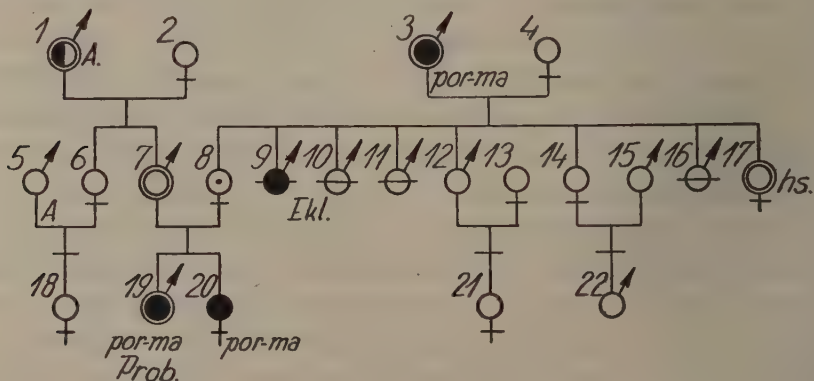 1 2 3 4
A.
por-ma
5 6 7 8 9 10 11 12 13 14 15 16 17
A Ekl. hs.
18 19 20 21 22
por-ma por-ma
Prob.